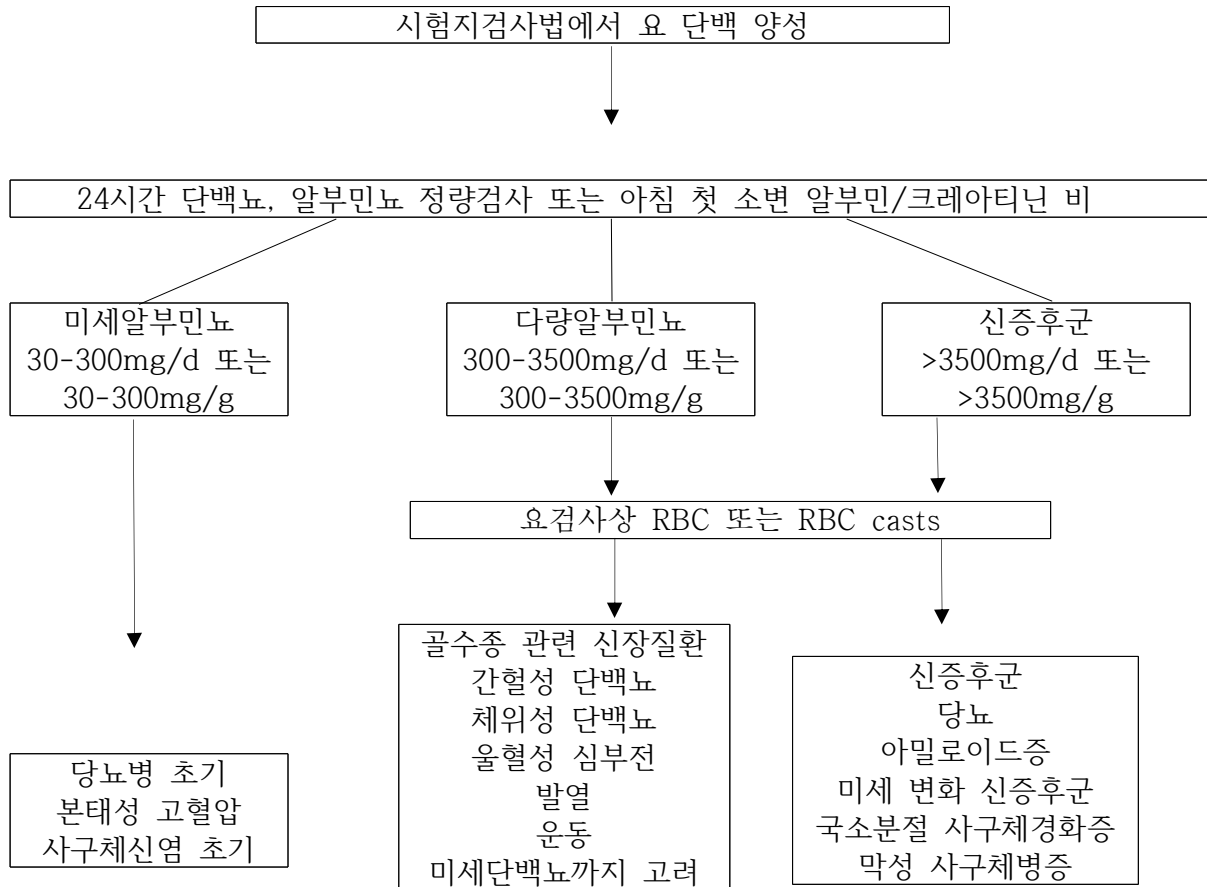 시험지검사법에서 요 단백 양성
24시간 단백뇨, 알부민뇨 정량검사 또는 아침 첫 소변 알부민/크레아티닌 비
미세알부민뇨
30-300mg/d 또는
30-300mg/g
다량알부민뇨
300-3500mg/d 또는
300-3500mg/g
신증후군
>3500mg/d 또는
>3500mg/g
요검사상 RBC 또는 RBC casts
당뇨병 초기
본태성 고혈압
사구체신염 초기
골수종 관련 신장질환
간헐성 단백뇨
체위성 단백뇨
울혈성 심부전
발열
운동
미세단백뇨까지 고려
신증후군
당뇨
아밀로이드증
미세 변화 신증후군
국소분절 사구체경화증
막성 사구체병증